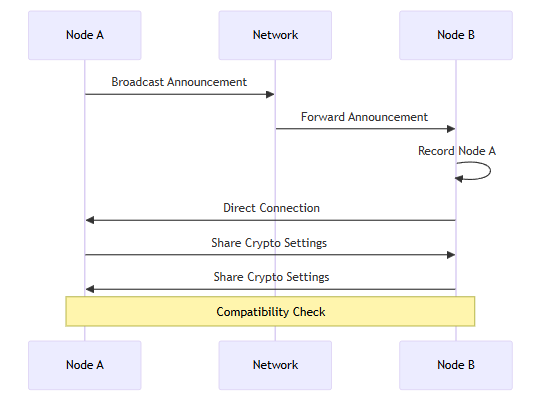 Node A
Network
Node B
Broadcast Announcement
Forward Announcement
Record Node A
Direct Connection
Share Crypto Settings
Share Crypto Settings
Compatibility Check
Node A
Network
Node B